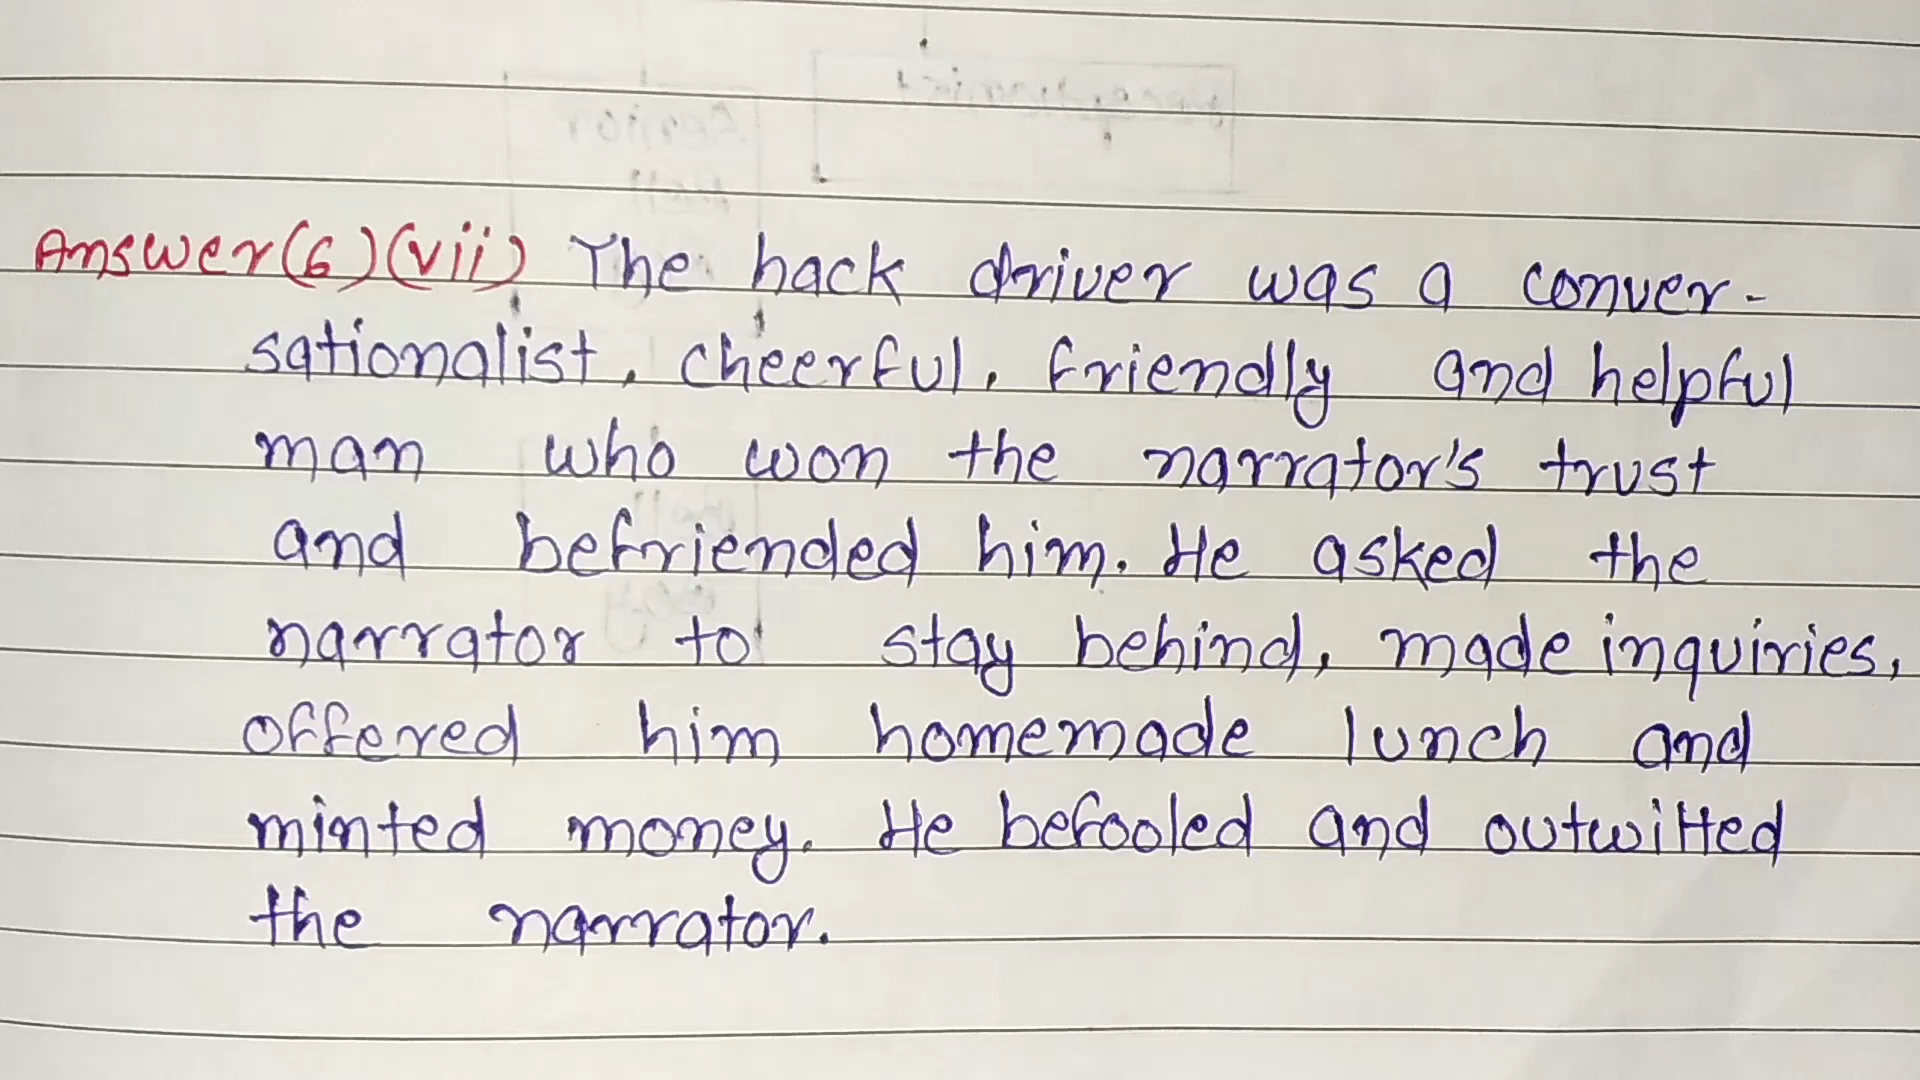 Answer(6)(vii) The hack driver was a conver-
sationalist, cheerful, friendly and helpful
man who won the narrator's trust
and befriended him. He asked the
narrator to stay behind, made inquiries,
offered him homemade lunch and
minted money. He befooled and outwitted
the narrator.